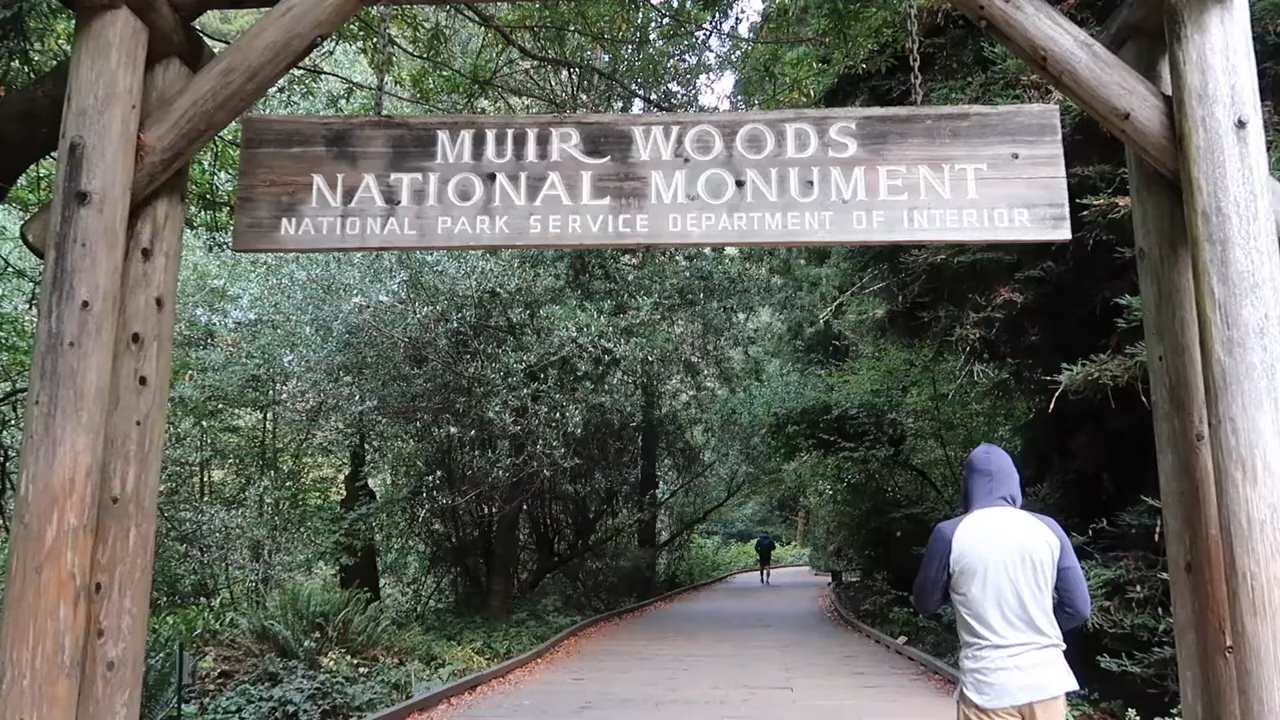 MUIR WOODS
NATIONAL MONUMENT
NATIONAL PARK SERVICE DEPARTMENT OF INTERIOR